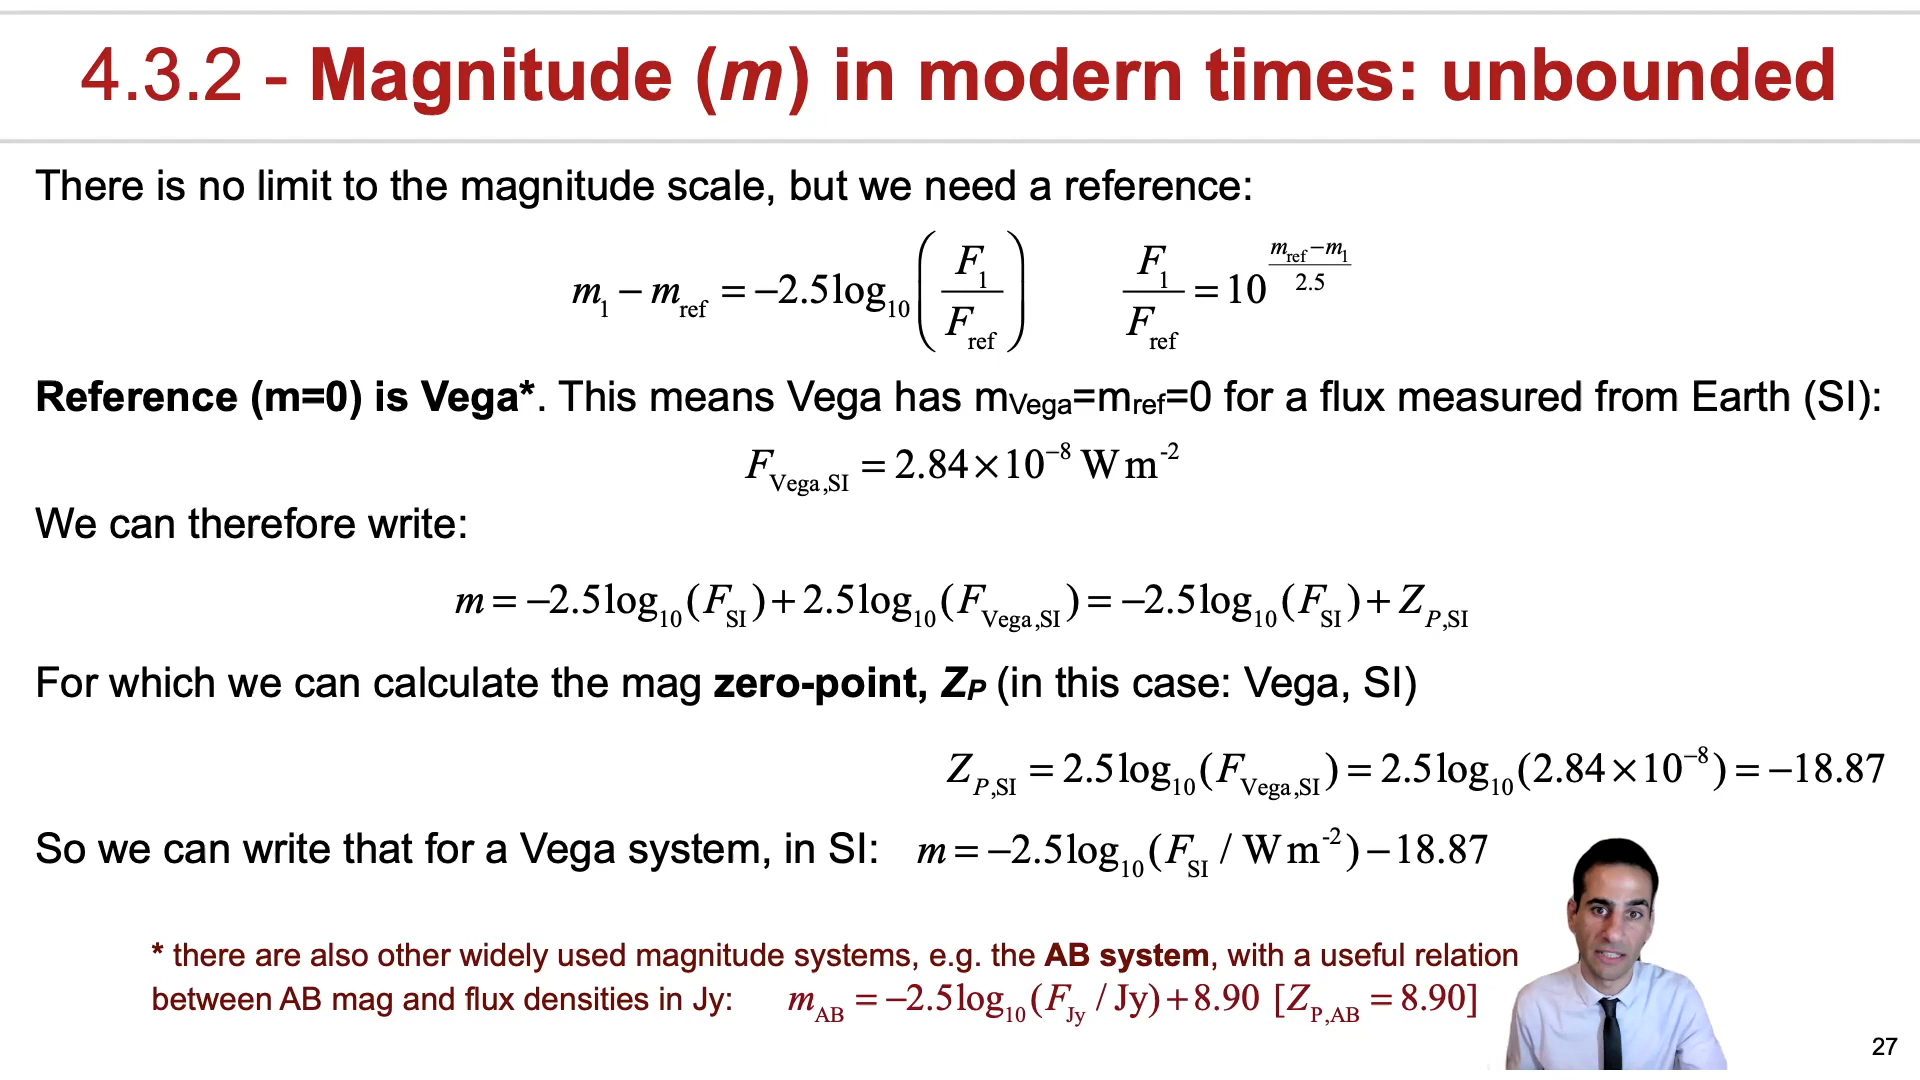 4.3.2 - Magnitude (m) in modern times: unbounded
There is no limit to the magnitude scale, but we need a reference:
m₁ − m_ref = −2.5log₁₀(F₁/F_ref)    F₁/F_ref = 10^((m_ref−m₁)/2.5)
Reference (m=0) is Vega*. This means Vega has m_Vega=m_ref=0 for a flux measured from Earth (SI):
F_Vega,SI = 2.84×10⁻⁸ W m⁻²
We can therefore write:
m = −2.5log₁₀(F_SI)+2.5log₁₀(F_Vega,SI) = −2.5log₁₀(F_SI)+Z_P,SI
For which we can calculate the mag zero-point, Z_P (in this case: Vega, SI)
Z_P,SI = 2.5log₁₀(F_Vega,SI) = 2.5log₁₀(2.84×10⁻⁸) = −18.87
So we can write that for a Vega system, in SI: m = −2.5log₁₀(F_SI / W m⁻²)−18.87
* there are also other widely used magnitude systems, e.g. the AB system, with a useful relation
between AB mag and flux densities in Jy: m_AB = −2.5log₁₀(F_Jy / Jy)+8.90 [Z_P,AB = 8.90]
27